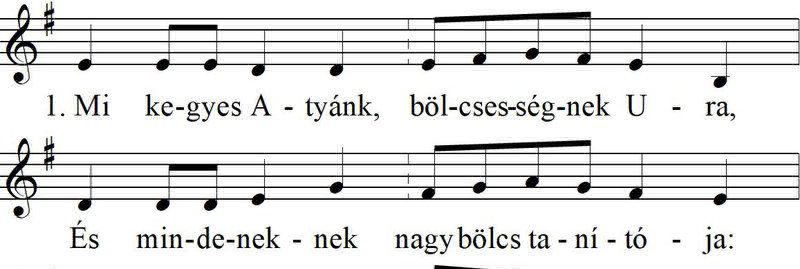 1. Mi ke-gyes A - tyánk, böl-cses-ség-nek U - ra,
És min-de-nek - nek nagy bölcs ta - ní - tó - ja: